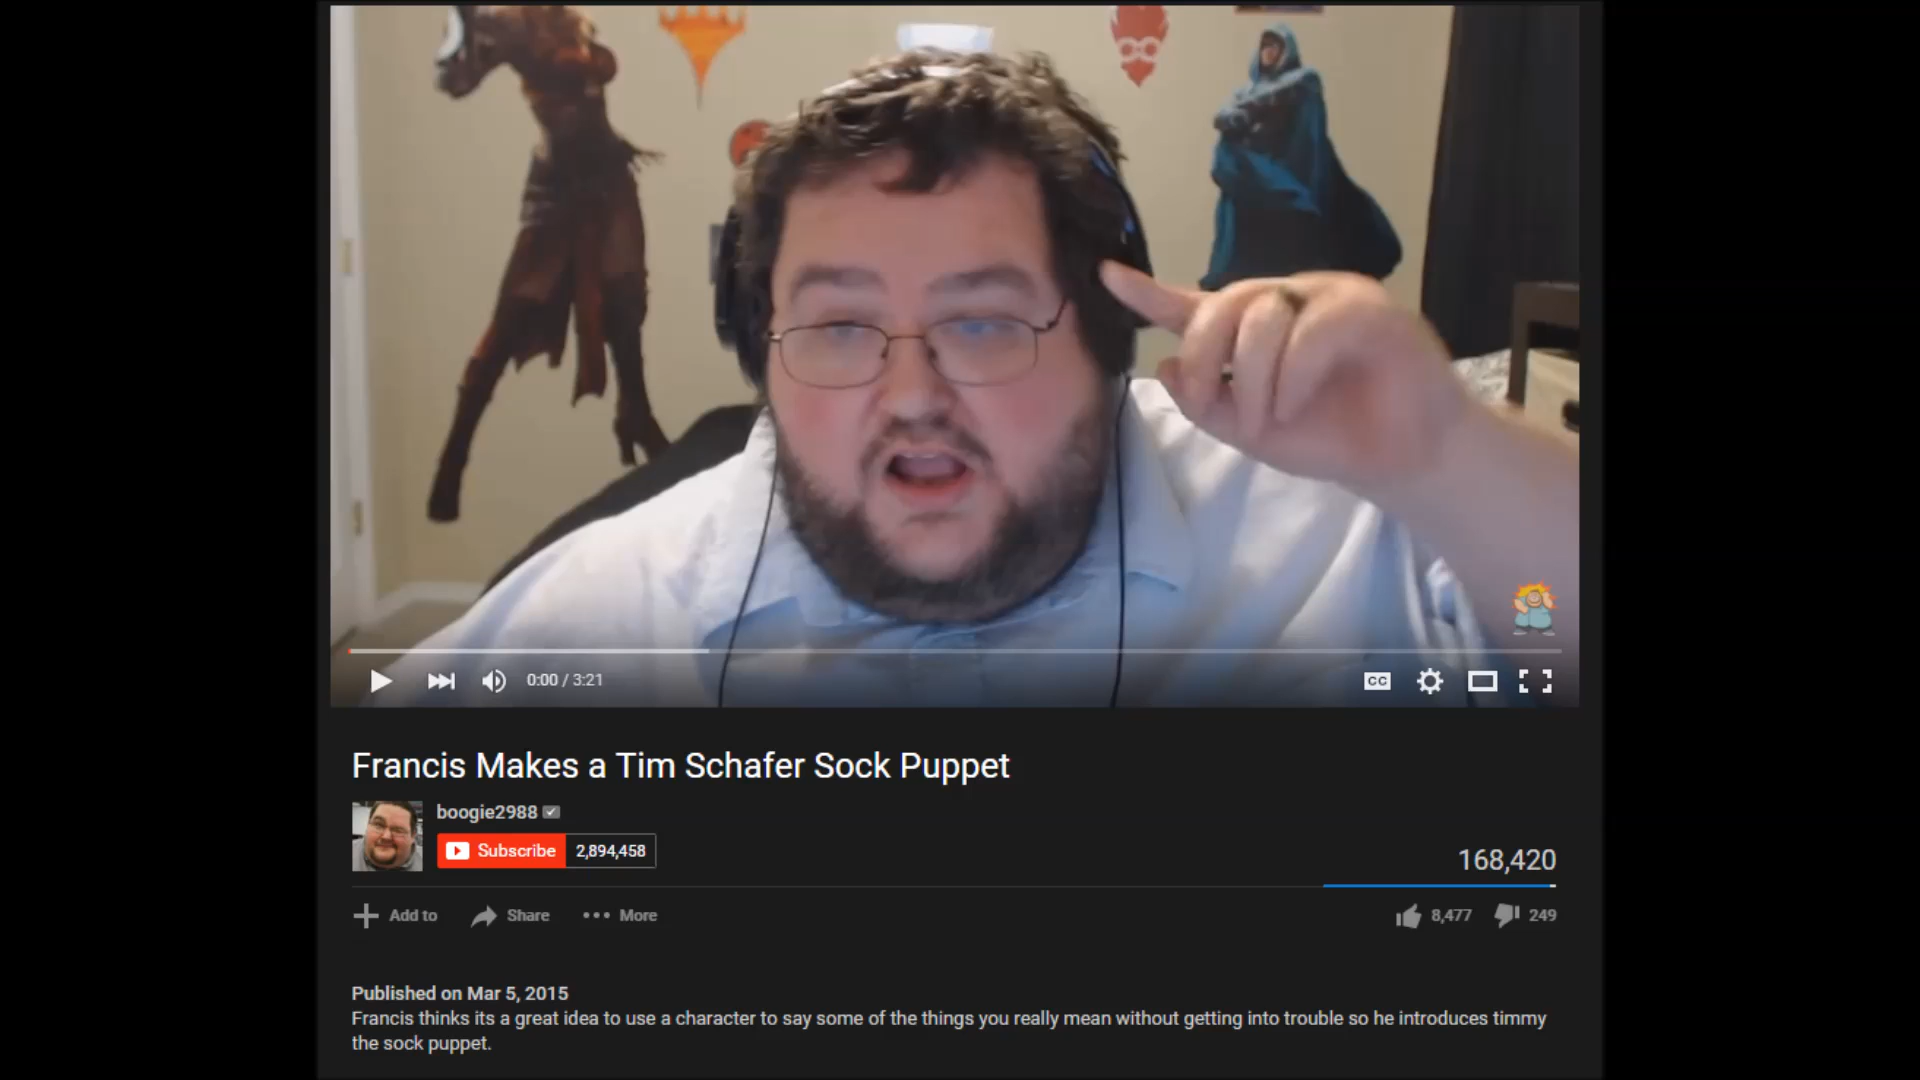 0:00 / 3:21
CC
Francis Makes a Tim Schafer Sock Puppet
boogie2988
Subscribe 2,894,458
168,420
Add to Share More 8,477 249
Published on Mar 5, 2015
Francis thinks its a great idea to use a character to say some of the things you really mean without getting into trouble so he introduces timmy
the sock puppet.